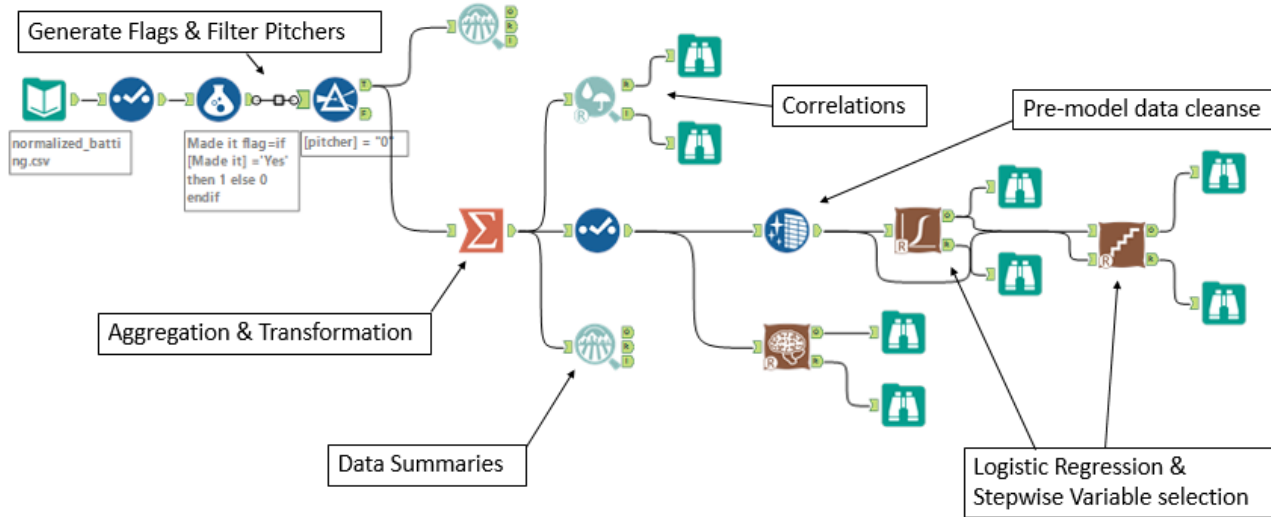 Generate Flags & Filter Pitchers
normalized_batti
ng.csv
Made it flag=if
[Made it] ='Yes'
then 1 else 0
endif
[pitcher] = "0"
T
F
O
R
I
Correlations
R
I
R
Pre-model data cleanse
Aggregation & Transformation
O
R
I
Data Summaries
R
O
R
R
O
R
R
O
R
Logistic Regression &
Stepwise Variable selection